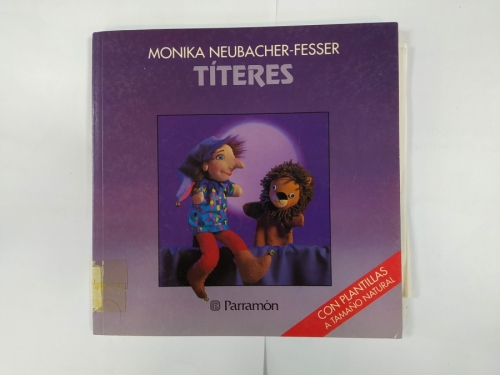 MONIKA NEUBACHER-FESSER
TÍTERES
CON PLANTILLAS
A TAMAÑO NATURAL
Parramón